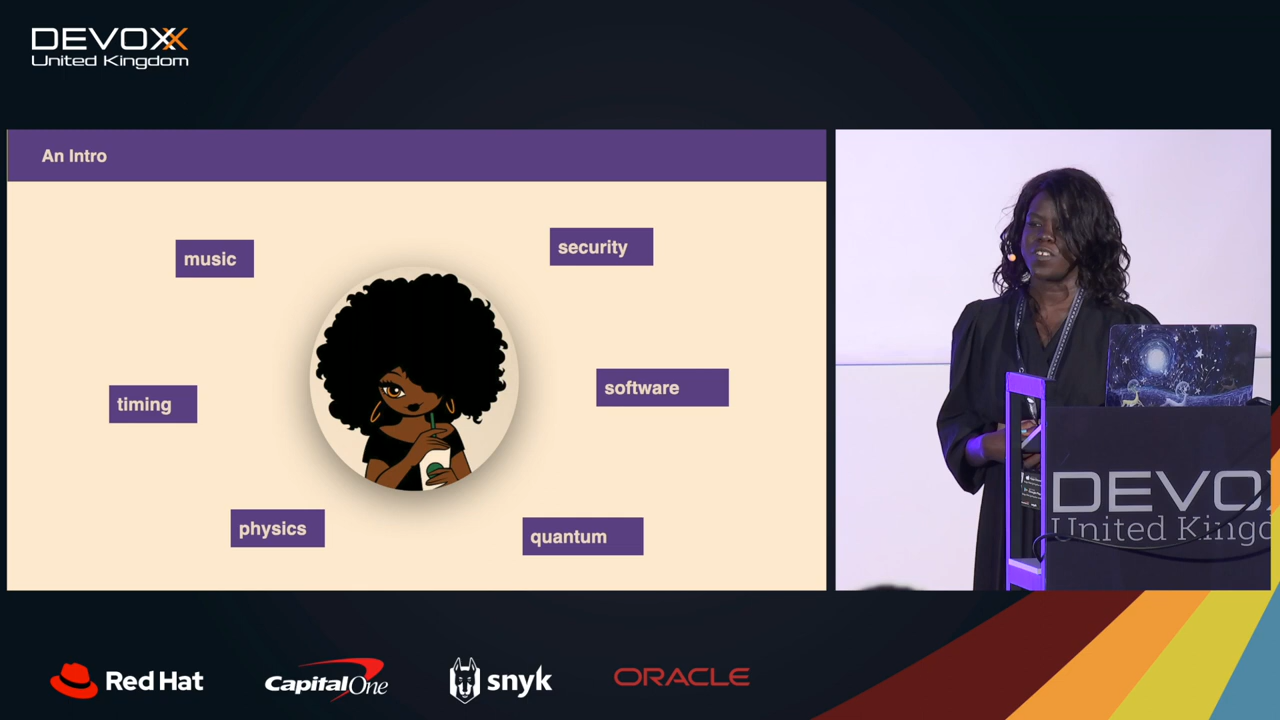 DEVOXX
United Kingdom
An Intro
music
security
timing
software
physics
quantum
DEVOX
United Kingd
Red Hat
Capital One
snyk
ORACLE